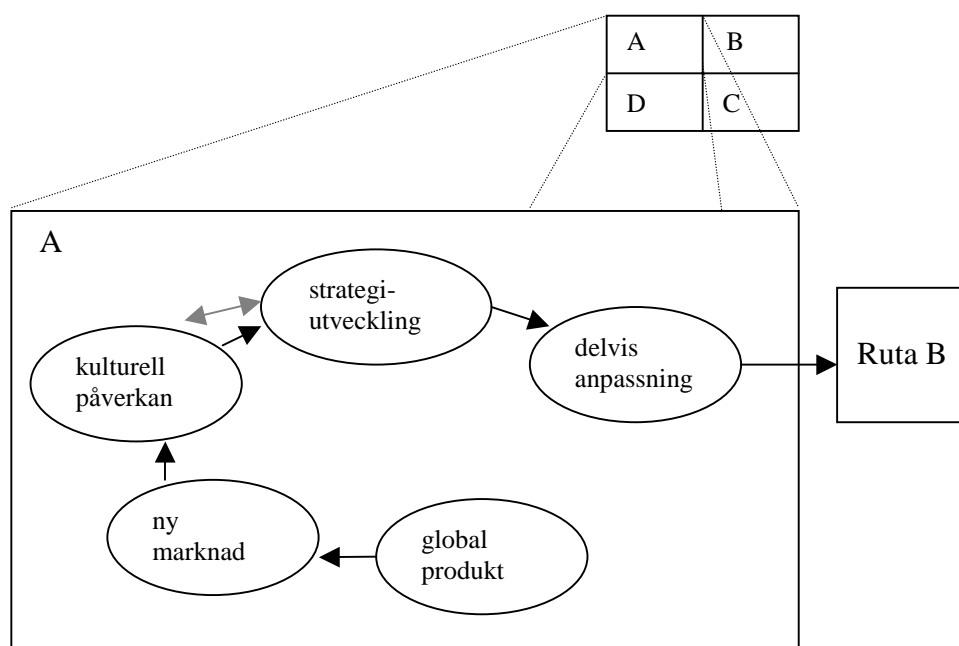 A
B
D
C
A
strategi-
utveckling
kulturell
påverkan
delvis
anpassning
Ruta B
ny
marknad
global
produkt